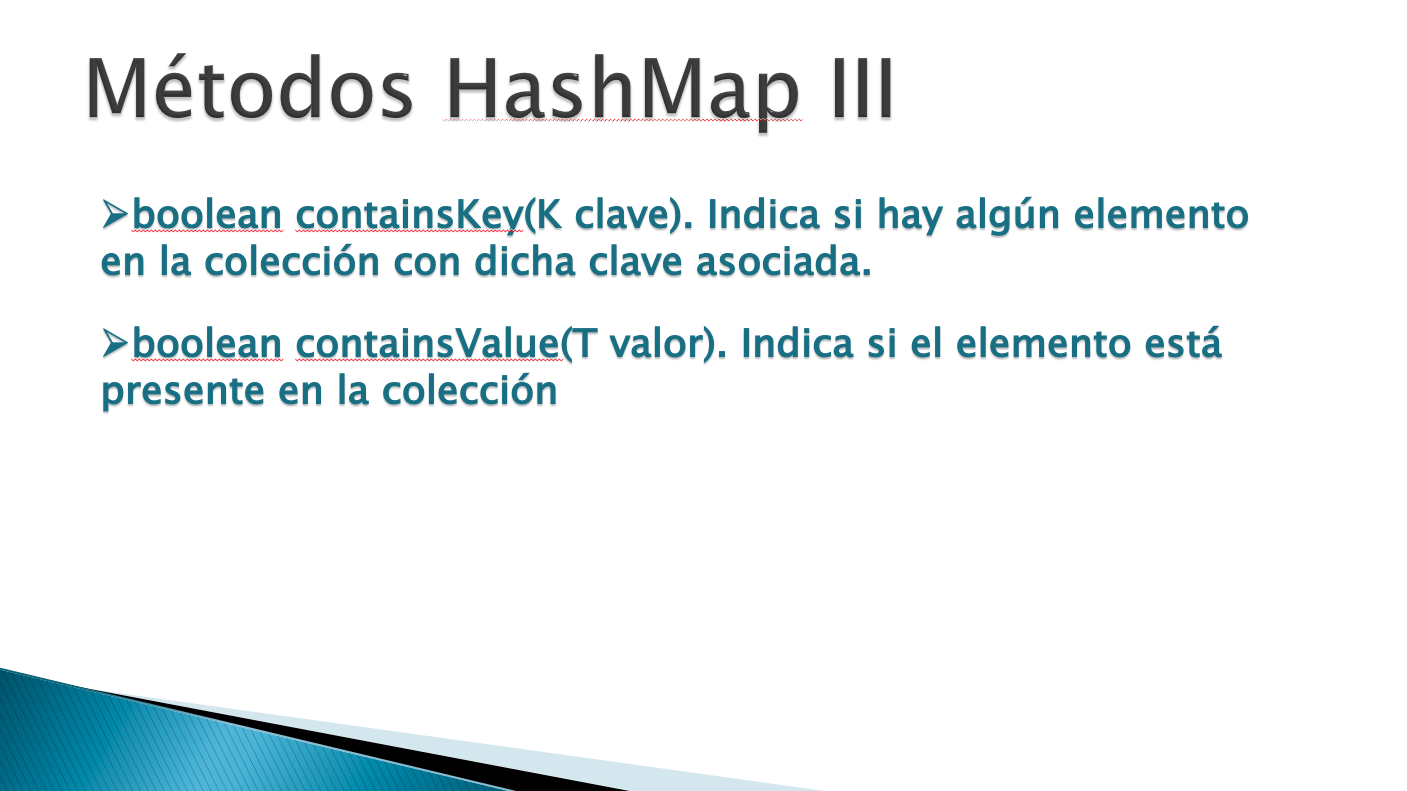 Métodos HashMap III
➢boolean containsKey(K clave). Indica si hay algún elemento
en la colección con dicha clave asociada.
➢boolean containsValue(T valor). Indica si el elemento está
presente en la colección